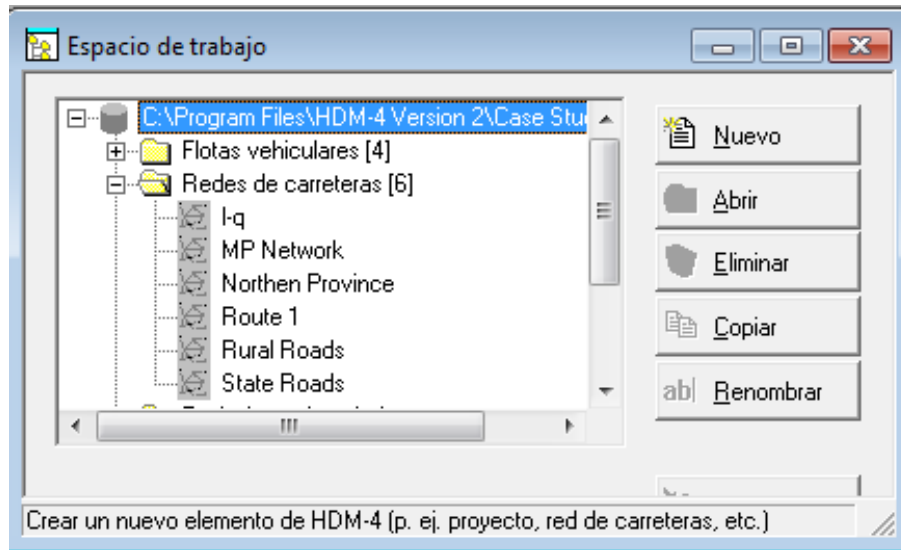 Espacio de trabajo
C:\Program Files\HDM-4 Version 2\Case Stu
Flotas vehiculares [4]
Redes de carreteras [6]
I-q
MP Network
Northen Province
Route 1
Rural Roads
State Roads
Nuevo
Abrir
Eliminar
Copiar
ab Renombrar
Crear un nuevo elemento de HDM-4 (p. ej. proyecto, red de carreteras, etc.)